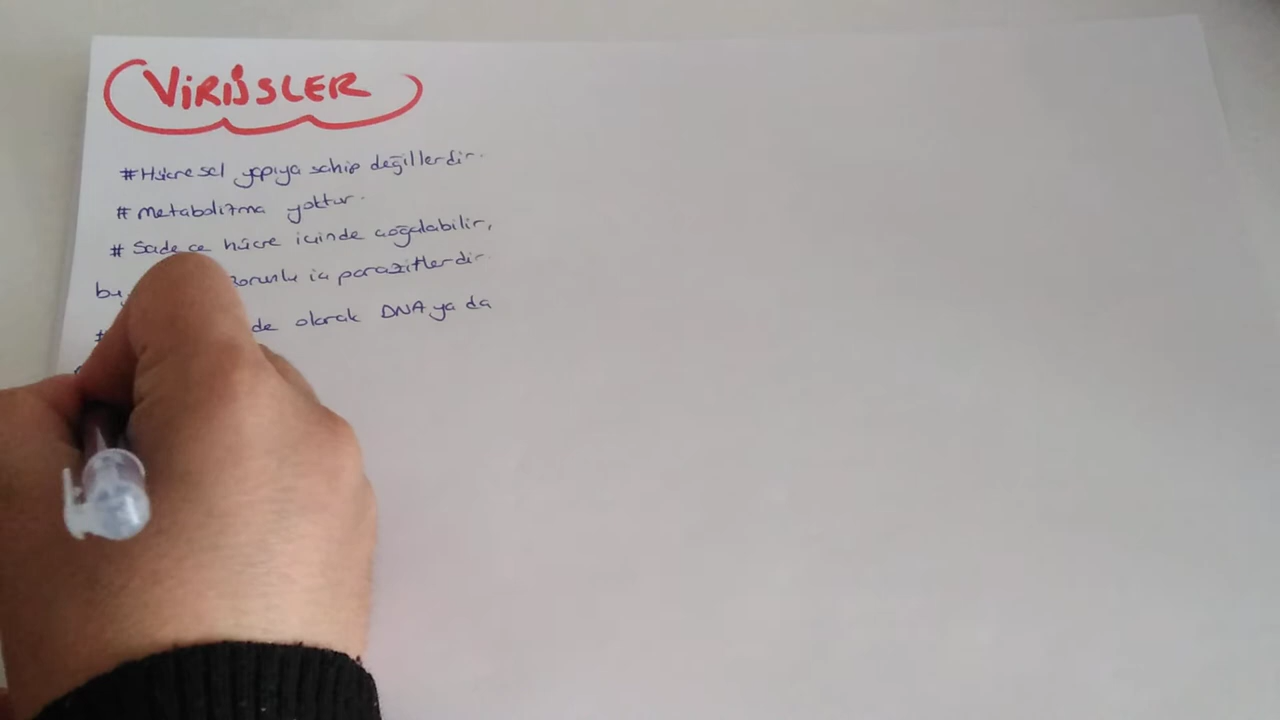 VİRÜSLER
#Hücresel yapıya sahip değillerdir.
# Metabolizma yoktur.
# Sadece hücre içinde çoğalabilir,
zorunlu iç parazitlerdir.
olarak DNA ya da